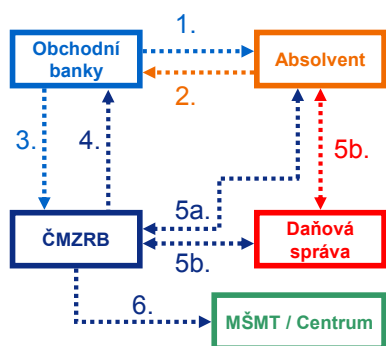 1.
Obchodní
banky
Absolvent
2.
3.
4.
5b.
5a.
ČMZRB
5b.
Daňová
správa
6.
MŠMT / Centrum